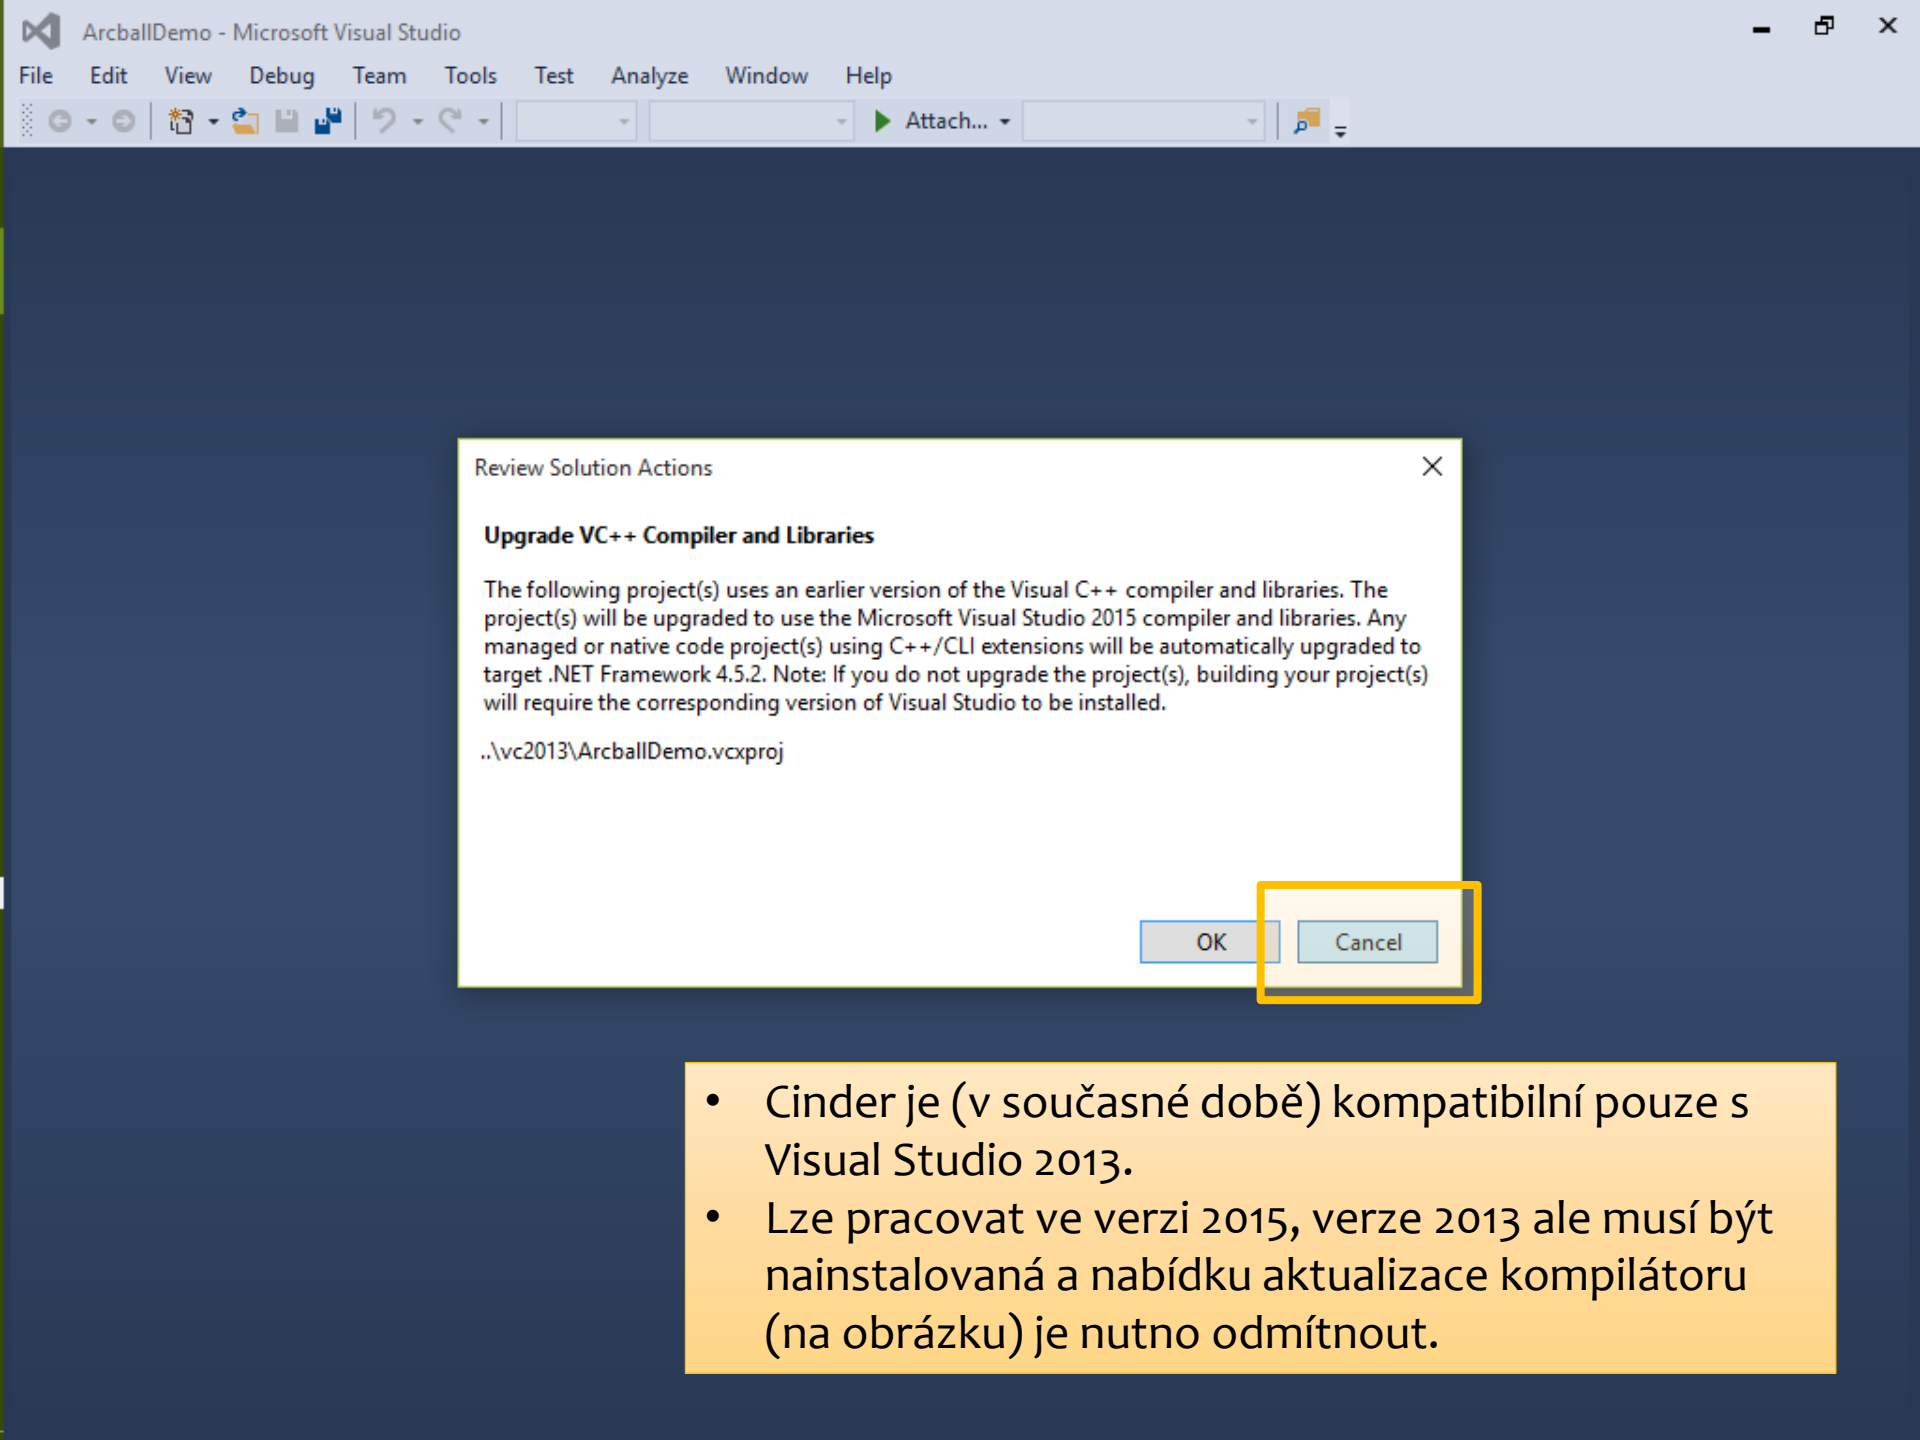 ArcballDemo - Microsoft Visual Studio
File Edit View Debug Team Tools Test Analyze Window Help
Attach...
Review Solution Actions
Upgrade VC++ Compiler and Libraries
The following project(s) uses an earlier version of the Visual C++ compiler and libraries. The
project(s) will be upgraded to use the Microsoft Visual Studio 2015 compiler and libraries. Any
managed or native code project(s) using C++/CLI extensions will be automatically upgraded to
target .NET Framework 4.5.2. Note: If you do not upgrade the project(s), building your project(s)
will require the corresponding version of Visual Studio to be installed.
..\vc2013\ArcballDemo.vcxproj
OK Cancel
• Cinder je (v současné době) kompatibilní pouze s
Visual Studio 2013.
• Lze pracovat ve verzi 2015, verze 2013 ale musí být
nainstalovaná a nabídku aktualizace kompilátoru
(na obrázku) je nutno odmítnout.